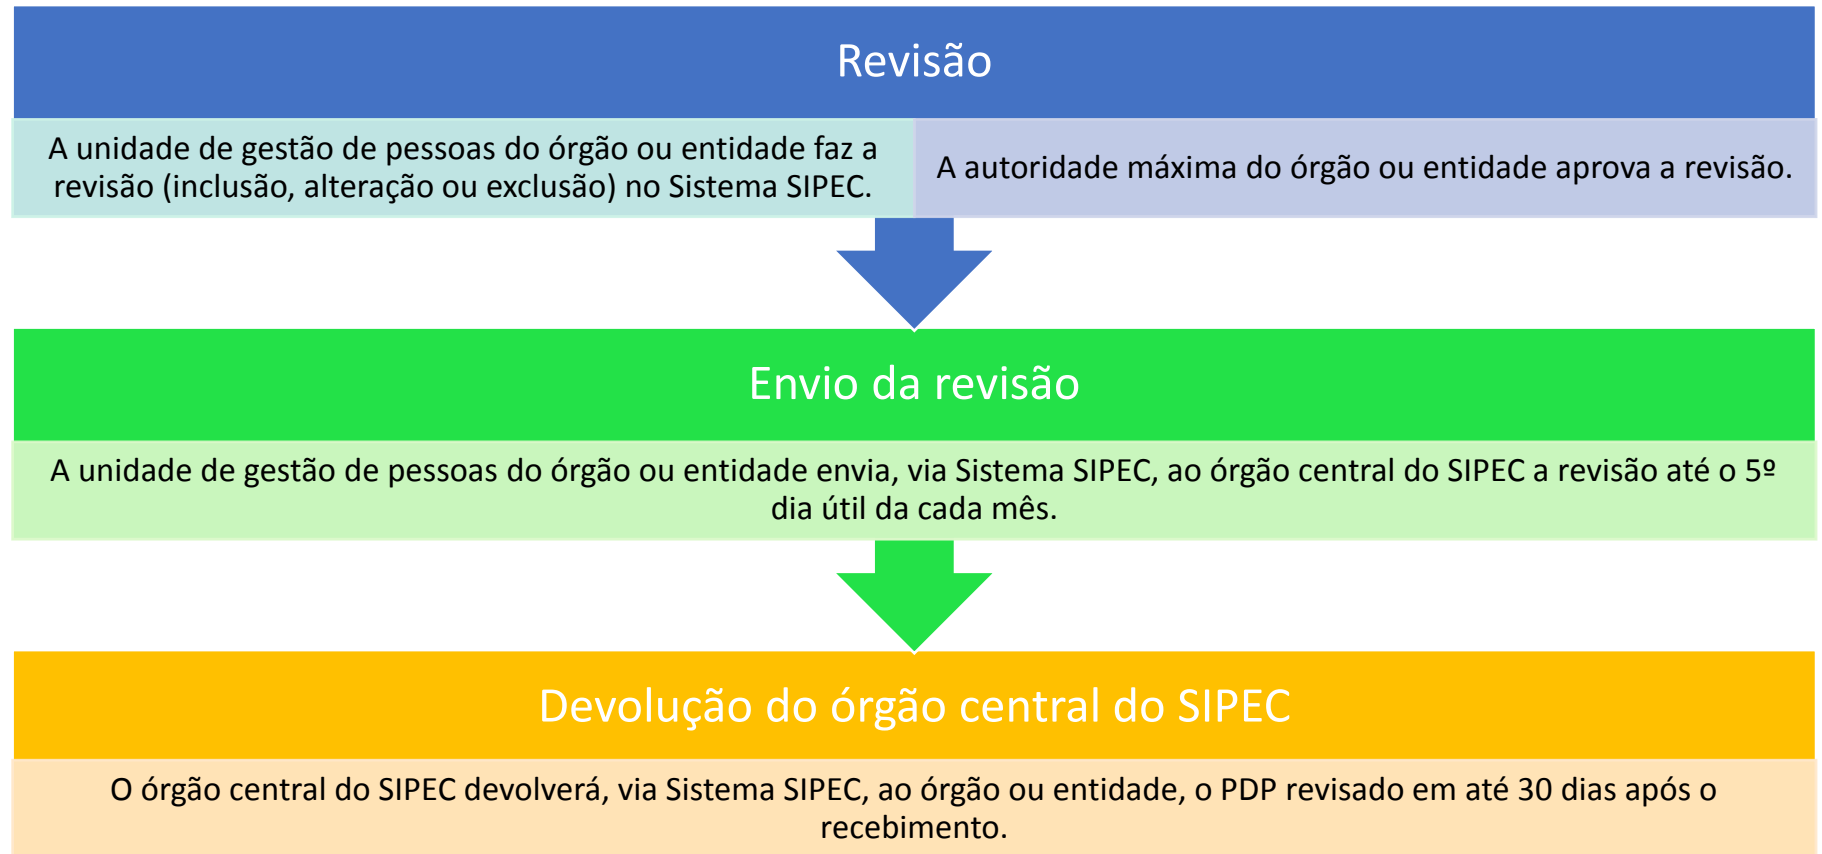 Revisão
A unidade de gestão de pessoas do órgão ou entidade faz a
revisão (inclusão, alteração ou exclusão) no Sistema SIPEC.
A autoridade máxima do órgão ou entidade aprova a revisão.
Envio da revisão
A unidade de gestão de pessoas do órgão ou entidade envia, via Sistema SIPEC, ao órgão central do SIPEC a revisão até o 5º
dia útil da cada mês.
Devolução do órgão central do SIPEC
O órgão central do SIPEC devolverá, via Sistema SIPEC, ao órgão ou entidade, o PDP revisado em até 30 dias após o
recebimento.